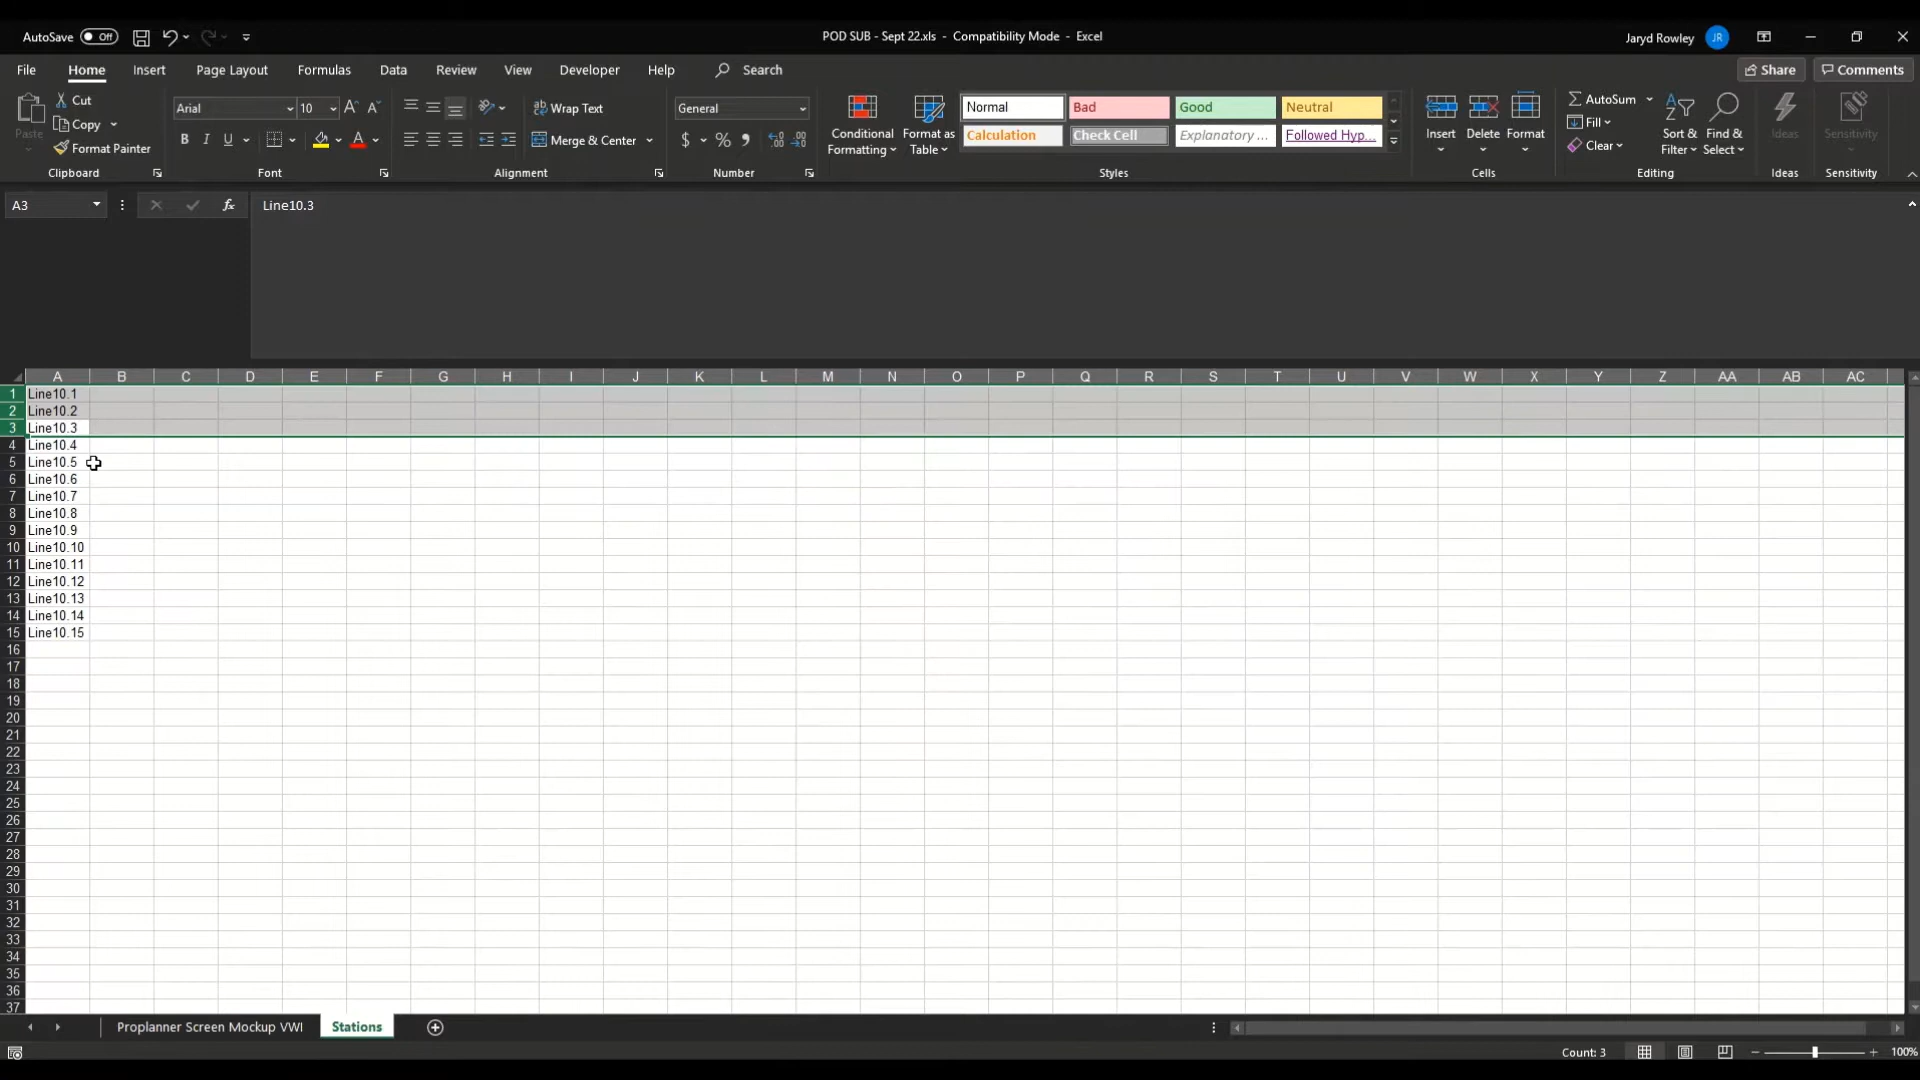 AutoSave Off POD SUB - Sept 22.xls - Compatibility Mode - Excel Jaryd Rowley JR
File Home Insert Page Layout Formulas Data Review View Developer Help Search Share Comments
Paste Cut Copy Format Painter Clipboard
Arial 10 B I U A Font
Wrap Text Merge & Center Alignment
General $ % Number
Conditional Formatting Format as Table
Normal Bad Good Neutral
Calculation Check Cell Explanatory ... Followed Hyp...
Styles
Insert Delete Format Cells
AutoSum Fill Clear Sort & Filter Find & Select Editing
Ideas Ideas
Sensitivity Sensitivity
A3 fx Line10.3
A B C D E F G H I J K L M N O P Q R S T U V W X Y Z AA AB AC
1 Line10.1
2 Line10.2
3 Line10.3
4 Line10.4
5 Line10.5
6 Line10.6
7 Line10.7
8 Line10.8
9 Line10.9
10 Line10.10
11 Line10.11
12 Line10.12
13 Line10.13
14 Line10.14
15 Line10.15
16
17
18
19
20
21
22
23
24
25
26
27
28
29
30
31
32
33
34
35
36
37
Proplanner Screen Mockup VWI Stations
Count: 3 100%